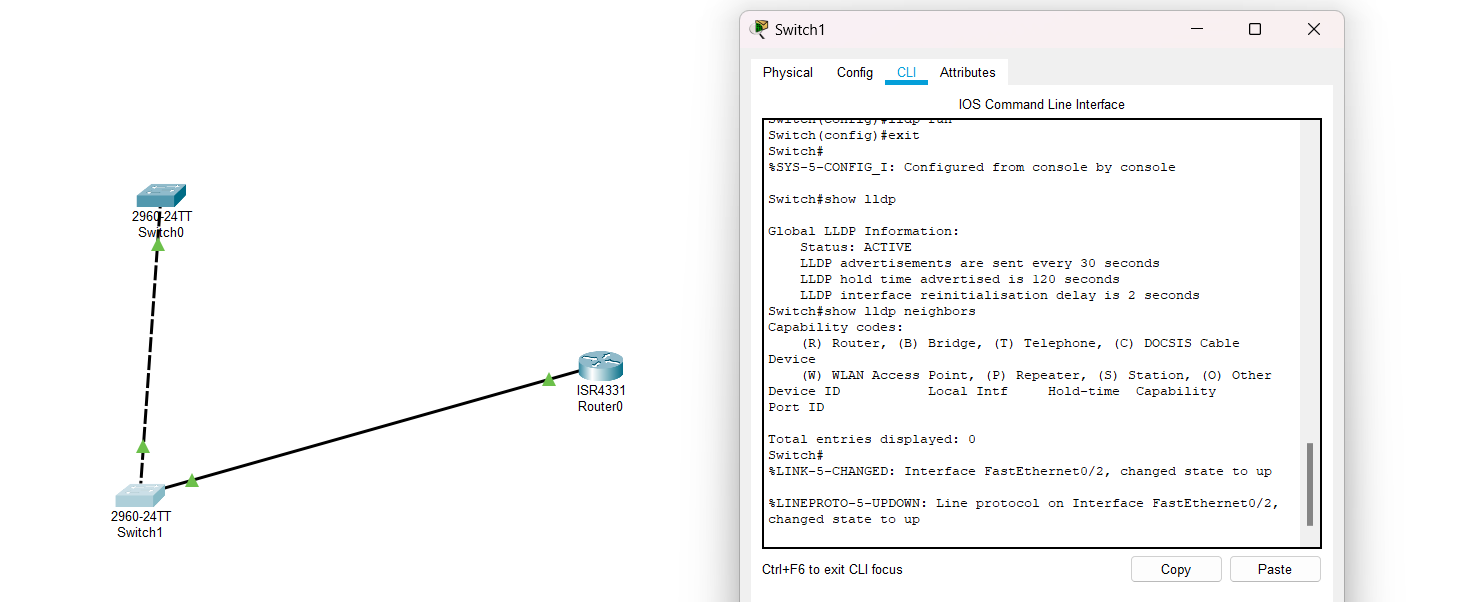 2960-24TT
Switch0
ISR4331
Router0
2960-24TT
Switch1
Switch1
Physical Config CLI Attributes
IOS Command Line Interface
Switch(config)#lldp run
Switch(config)#exit
Switch#
%SYS-5-CONFIG_I: Configured from console by console
Switch#show lldp
Global LLDP Information:
Status: ACTIVE
LLDP advertisements are sent every 30 seconds
LLDP hold time advertised is 120 seconds
LLDP interface reinitialisation delay is 2 seconds
Switch#show lldp neighbors
Capability codes:
(R) Router, (B) Bridge, (T) Telephone, (C) DOCSIS Cable
Device
(W) WLAN Access Point, (P) Repeater, (S) Station, (O) Other
Device ID Local Intf Hold-time Capability
Port ID
Total entries displayed: 0
Switch#
%LINK-5-CHANGED: Interface FastEthernet0/2, changed state to up
%LINEPROTO-5-UPDOWN: Line protocol on Interface FastEthernet0/2,
changed state to up
Ctrl+F6 to exit CLI focus
Copy
Paste